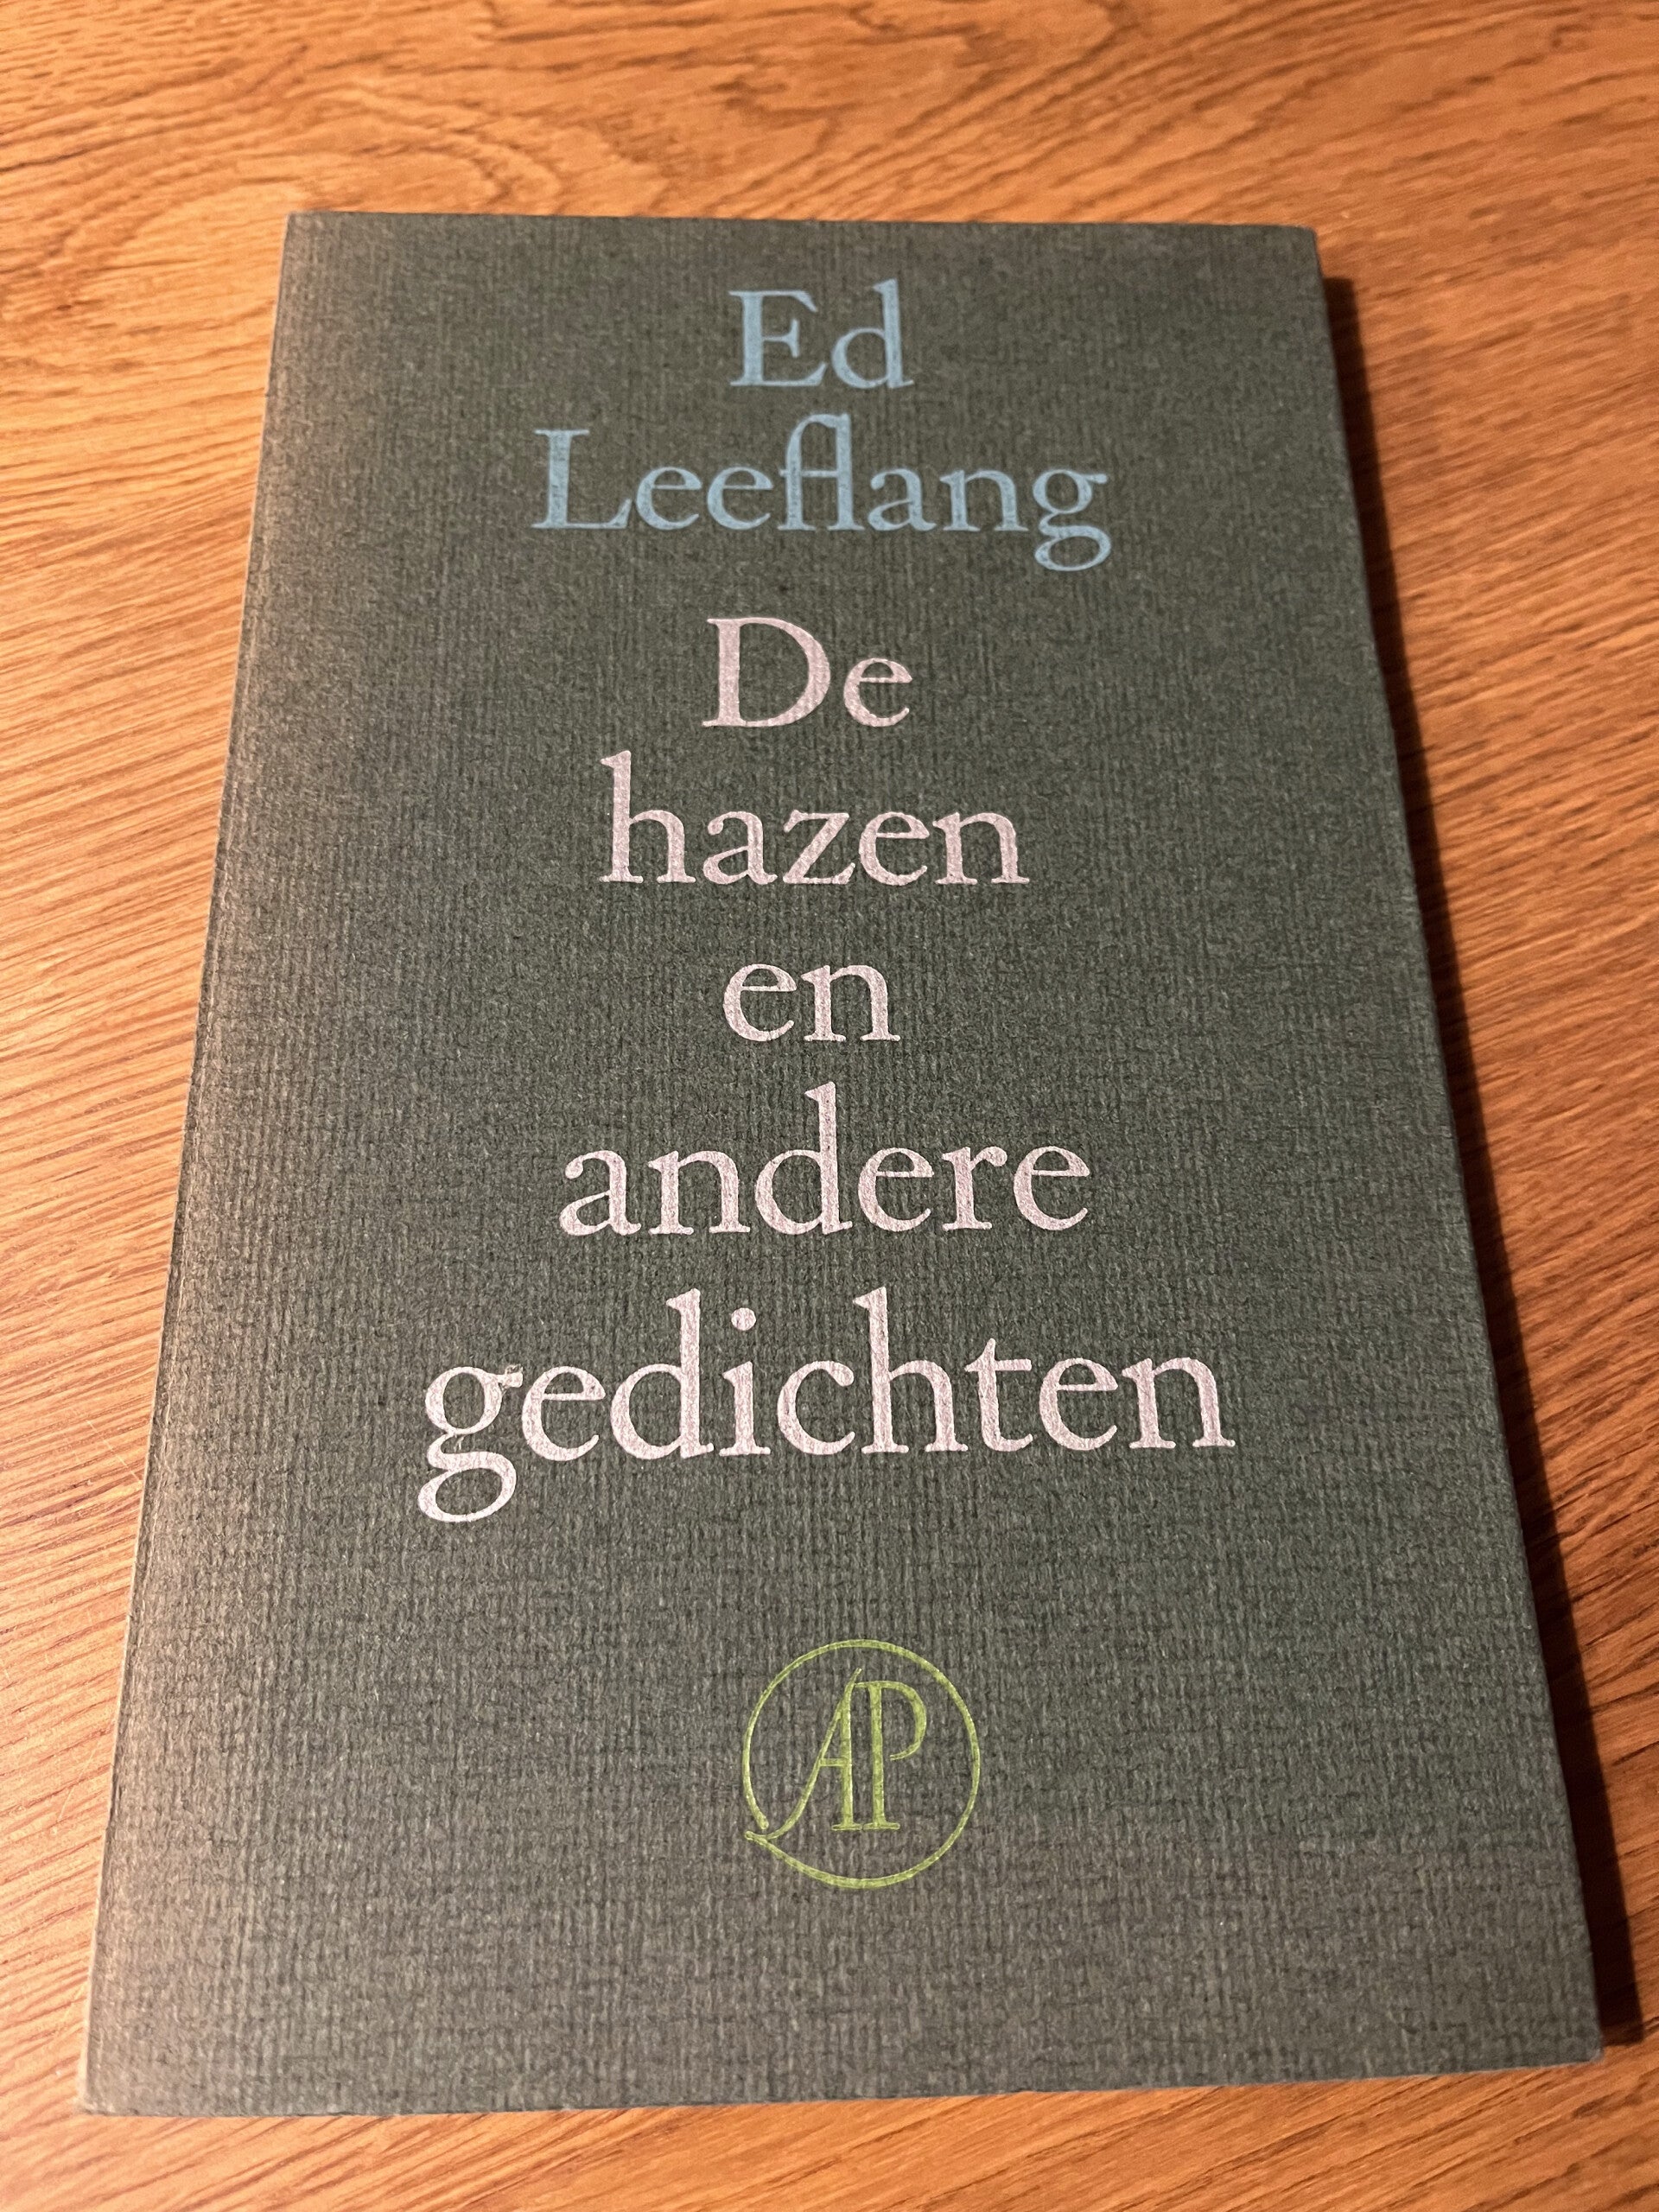 Ed
Leeflang
De
hazen
en
andere
gedichten
AP